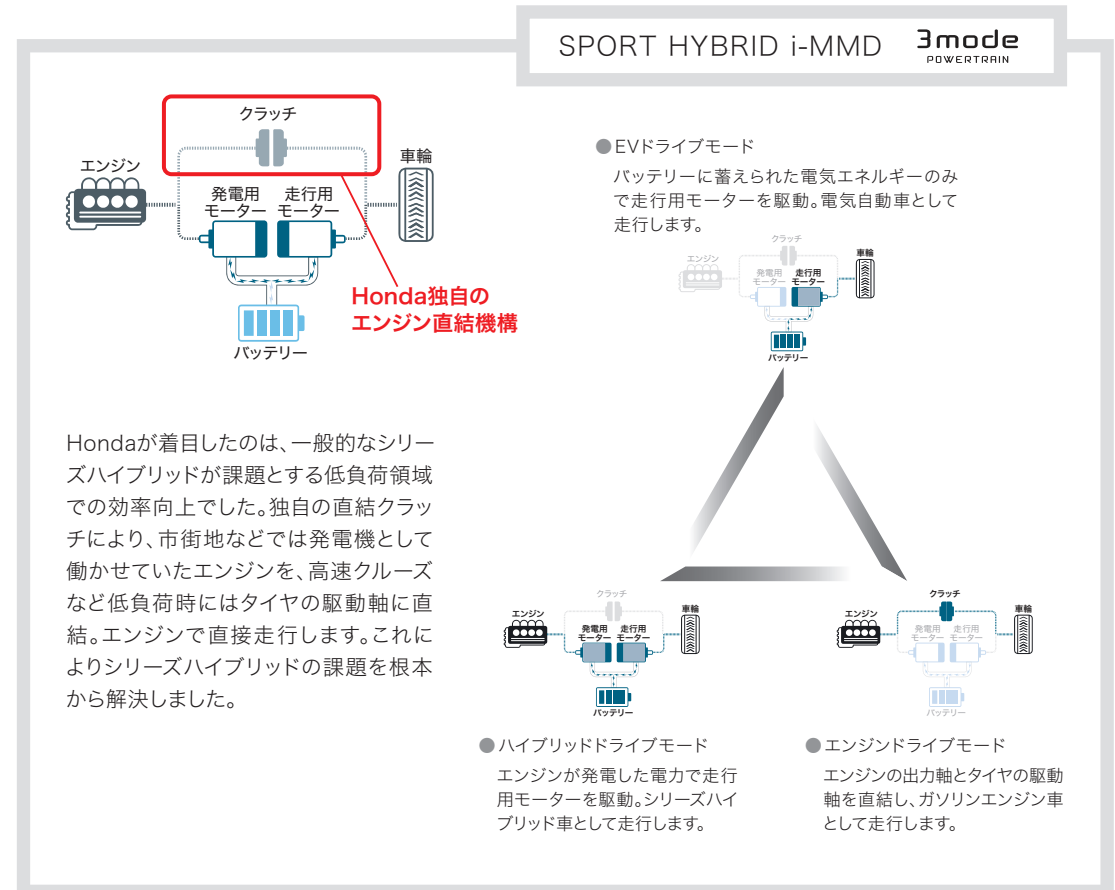 SPORT HYBRID i-MMD
3mode
POWERTRAIN
クラッチ
エンジン
車輪
発電用
モーター
走行用
モーター
Honda独自の
エンジン直結機構
バッテリー
Hondaが着目したのは、一般的なシリー
ズハイブリッドが課題とする低負荷領域
での効率向上でした。独自の直結クラッ
チにより、市街地などでは発電機として
働かせていたエンジンを、高速クルーズ
など低負荷時にはタイヤの駆動軸に直
結。エンジンで直接走行します。これに
よりシリーズハイブリッドの課題を根本
から解決しました。
●EVドライブモード
バッテリーに蓄えられた電気エネルギーのみ
で走行用モーターを駆動。電気自動車として
走行します。
クラッチ
エンジン
車輪
発電用
モーター
走行用
モーター
バッテリー
クラッチ
エンジン
車輪
発電用
モーター
走行用
モーター
バッテリー
●ハイブリッドドライブモード
エンジンが発電した電力で走行
用モーターを駆動。シリーズハイ
ブリッド車として走行します。
クラッチ
エンジン
車輪
発電用
モーター
走行用
モーター
バッテリー
●エンジンドライブモード
エンジンの出力軸とタイヤの駆動
軸を直結し、ガソリンエンジン車
として走行します。